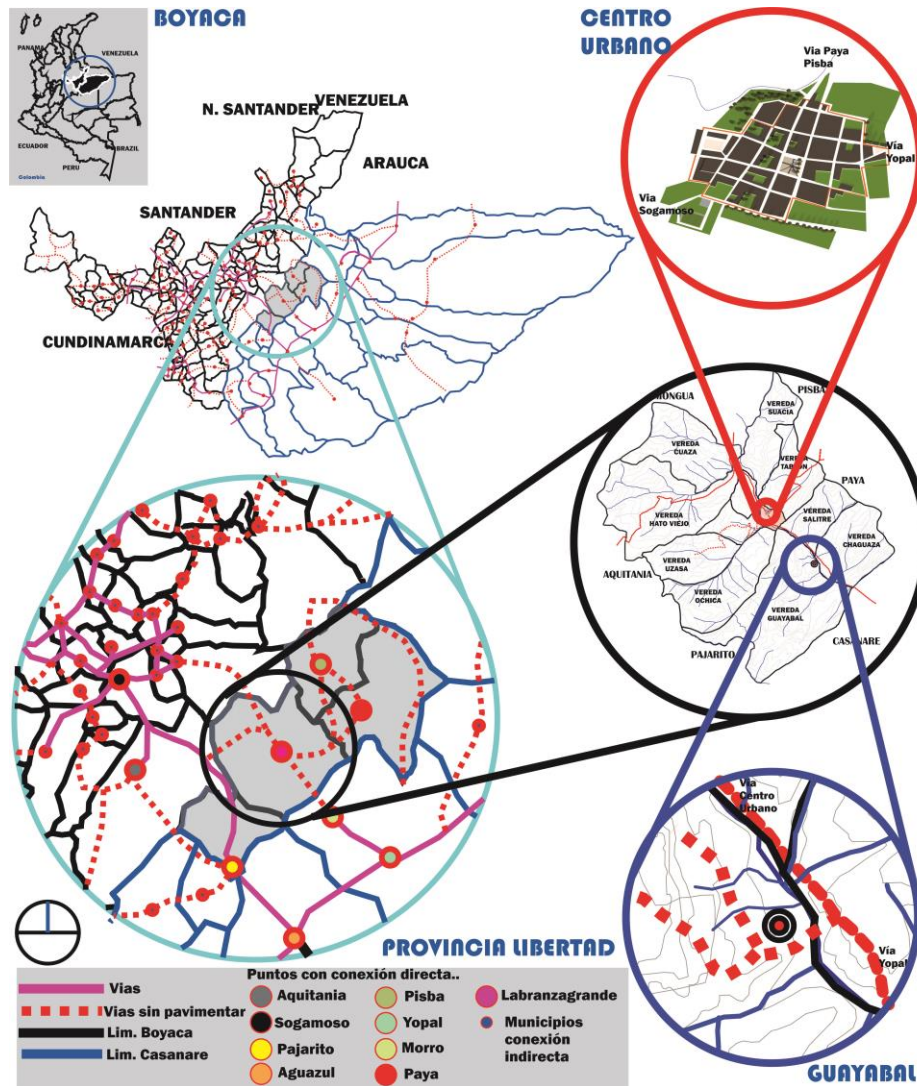 BOYACA
CENTRO
URBANO
PANAMA
VENEZUELA
ECUADOR
BRAZIL
PERU
Colombia
VENEZUELA
N. SANTANDER
ARAUCA
SANTANDER
CUNDINAMARCA
Via Paya
Pisba
Vía
Yopal
Via
Sogamoso
MONGUA
PISBA
VEREDA
SUACIA
VEREDA
CUAZA
VEREDA
PAYA
VEREDA
HATO VIEJO
VEREDA
SALITRE
VEREDA
CHAGUAZA
AQUITANIA
VEREDA
UZASA
VEREDA
OCHICA
VEREDA
GUAYABAL
PAJARITO
CASANARE
Via
Centro
Urbano
Vía
Yopal
GUAYABAL
PROVINCIA LIBERTAD
Vias
Vias sin pavimentar
Lim. Boyaca
Lim. Casanare
Puntos con conexión directa..
Aquitania
Sogamoso
Pajarito
Aguazul
Pisba
Yopal
Morro
Paya
Labranzagrande
Municipios
conexión
indirecta